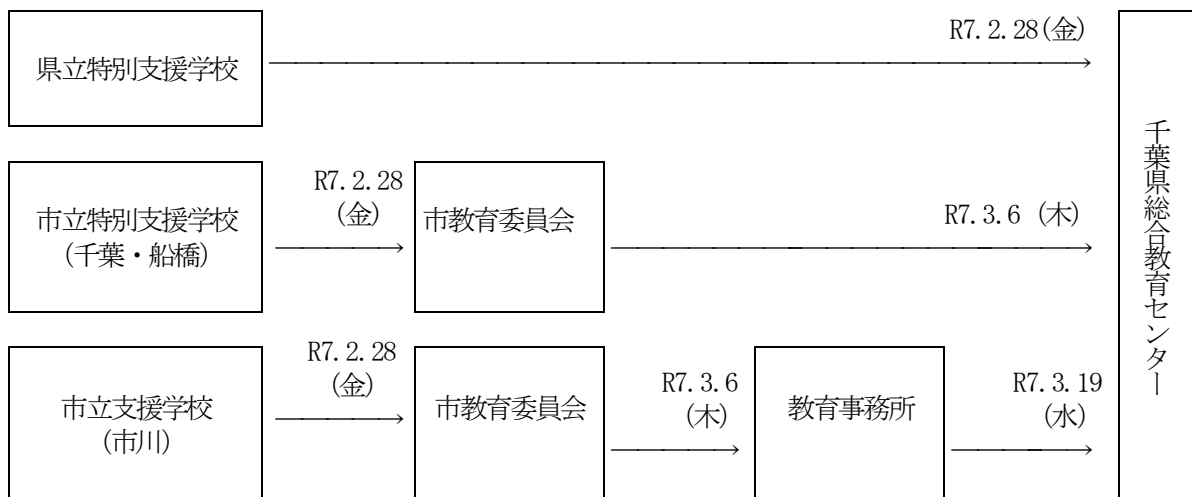 R7.2.28(金)
県立特別支援学校
市立特別支援学校
(千葉・船橋)
R7.2.28
(金)
市教育委員会
R7.3.6 (木)
市立支援学校
(市川)
R7.2.28
(金)
市教育委員会
R7.3.6
(木)
教育事務所
R7.3.19
(水)
千葉県総合教育センター